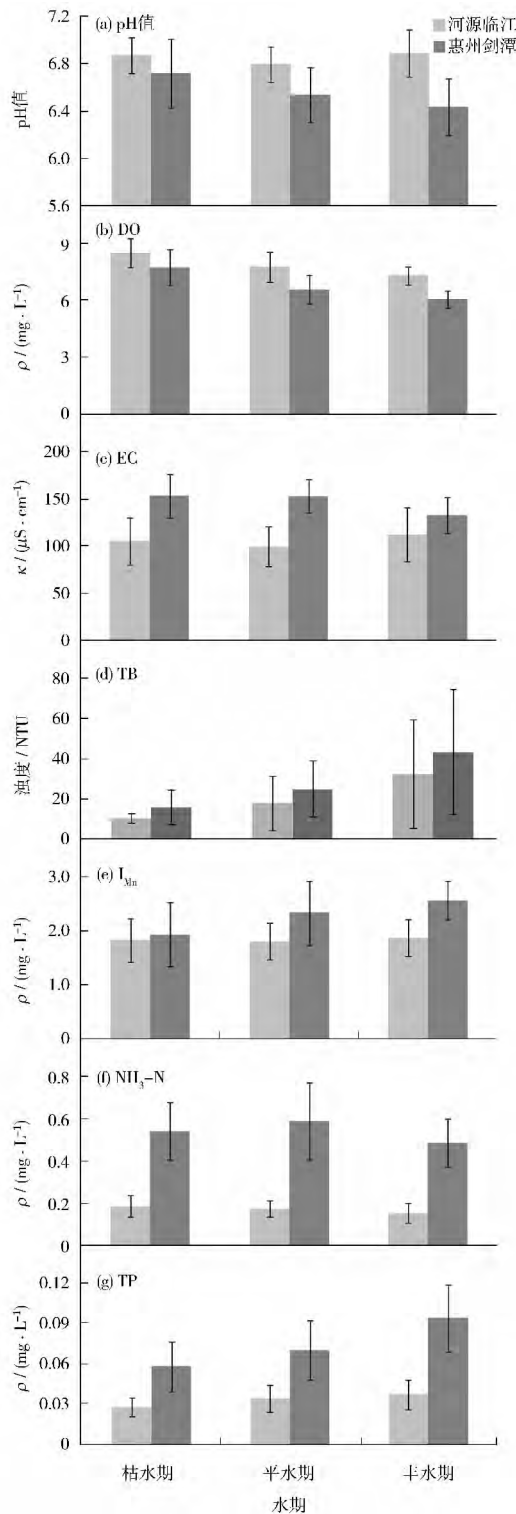 (a) pH值
河源临江
惠州剑潭
7.2
6.8
6.4
6.0
5.6
pH值
(b) DO
9
6
3
0
ρ / (mg · L⁻¹)
(c) EC
200
150
100
50
0
κ / (μS · cm⁻¹)
(d) TB
80
60
40
20
0
浊度 / NTU
(e) I_Mn
3.0
2.0
1.0
0
ρ / (mg · L⁻¹)
(f) NH₃-N
0.8
0.6
0.4
0.2
0
ρ / (mg · L⁻¹)
(g) TP
0.12
0.09
0.06
0.03
0
ρ / (mg · L⁻¹)
枯水期 平水期 丰水期
水期